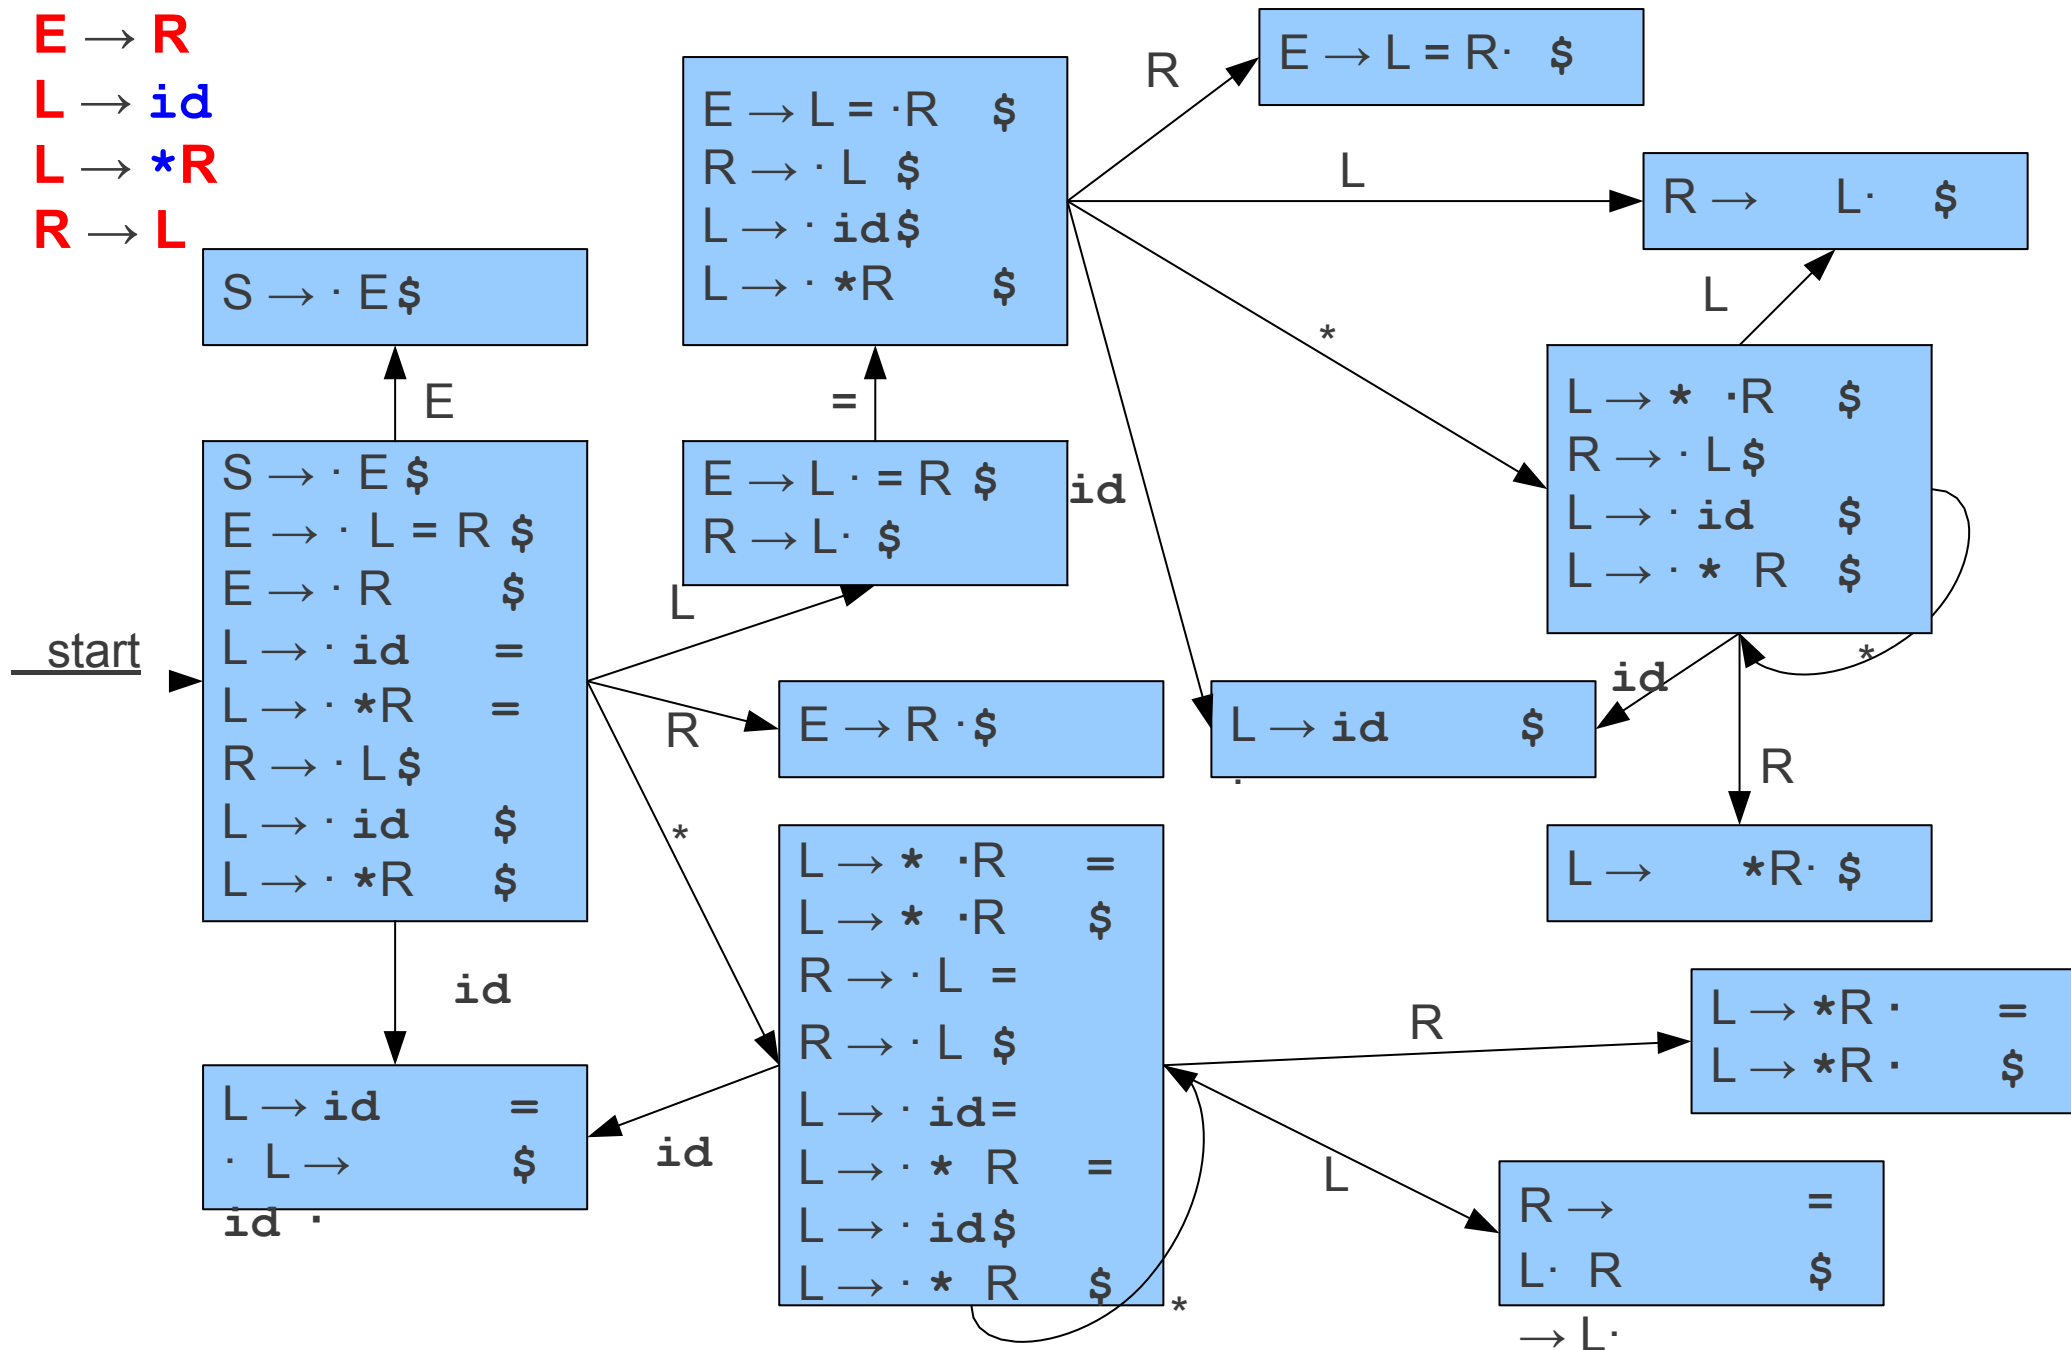 E → R
L → id
L → *R
R → L
S → · E $
E
start
S → · E $
E → · L = R $
E → · R $
L → · id =
L → · *R =
R → · L $
L → · id $
L → · *R $
id
L → id =
· L → $
id ·
E → L = ·R $
R → · L $
L → · id $
L → · *R $
=
E → L · = R $
R → L· $
L
R
E → R · $
*
id
L → * ·R =
L → * ·R $
R → · L =
R → · L $
L → · id =
L → · * R =
L → · id $
L → · * R $
*
R
E → L = R· $
L
R → L· $
*
id
L
L → * ·R $
R → · L $
L → · id $
L → · * R $
*
id
L → id $
·
R
L → *R· $
R
L → *R · =
L → *R · $
L
R → =
L· R $
→ L·